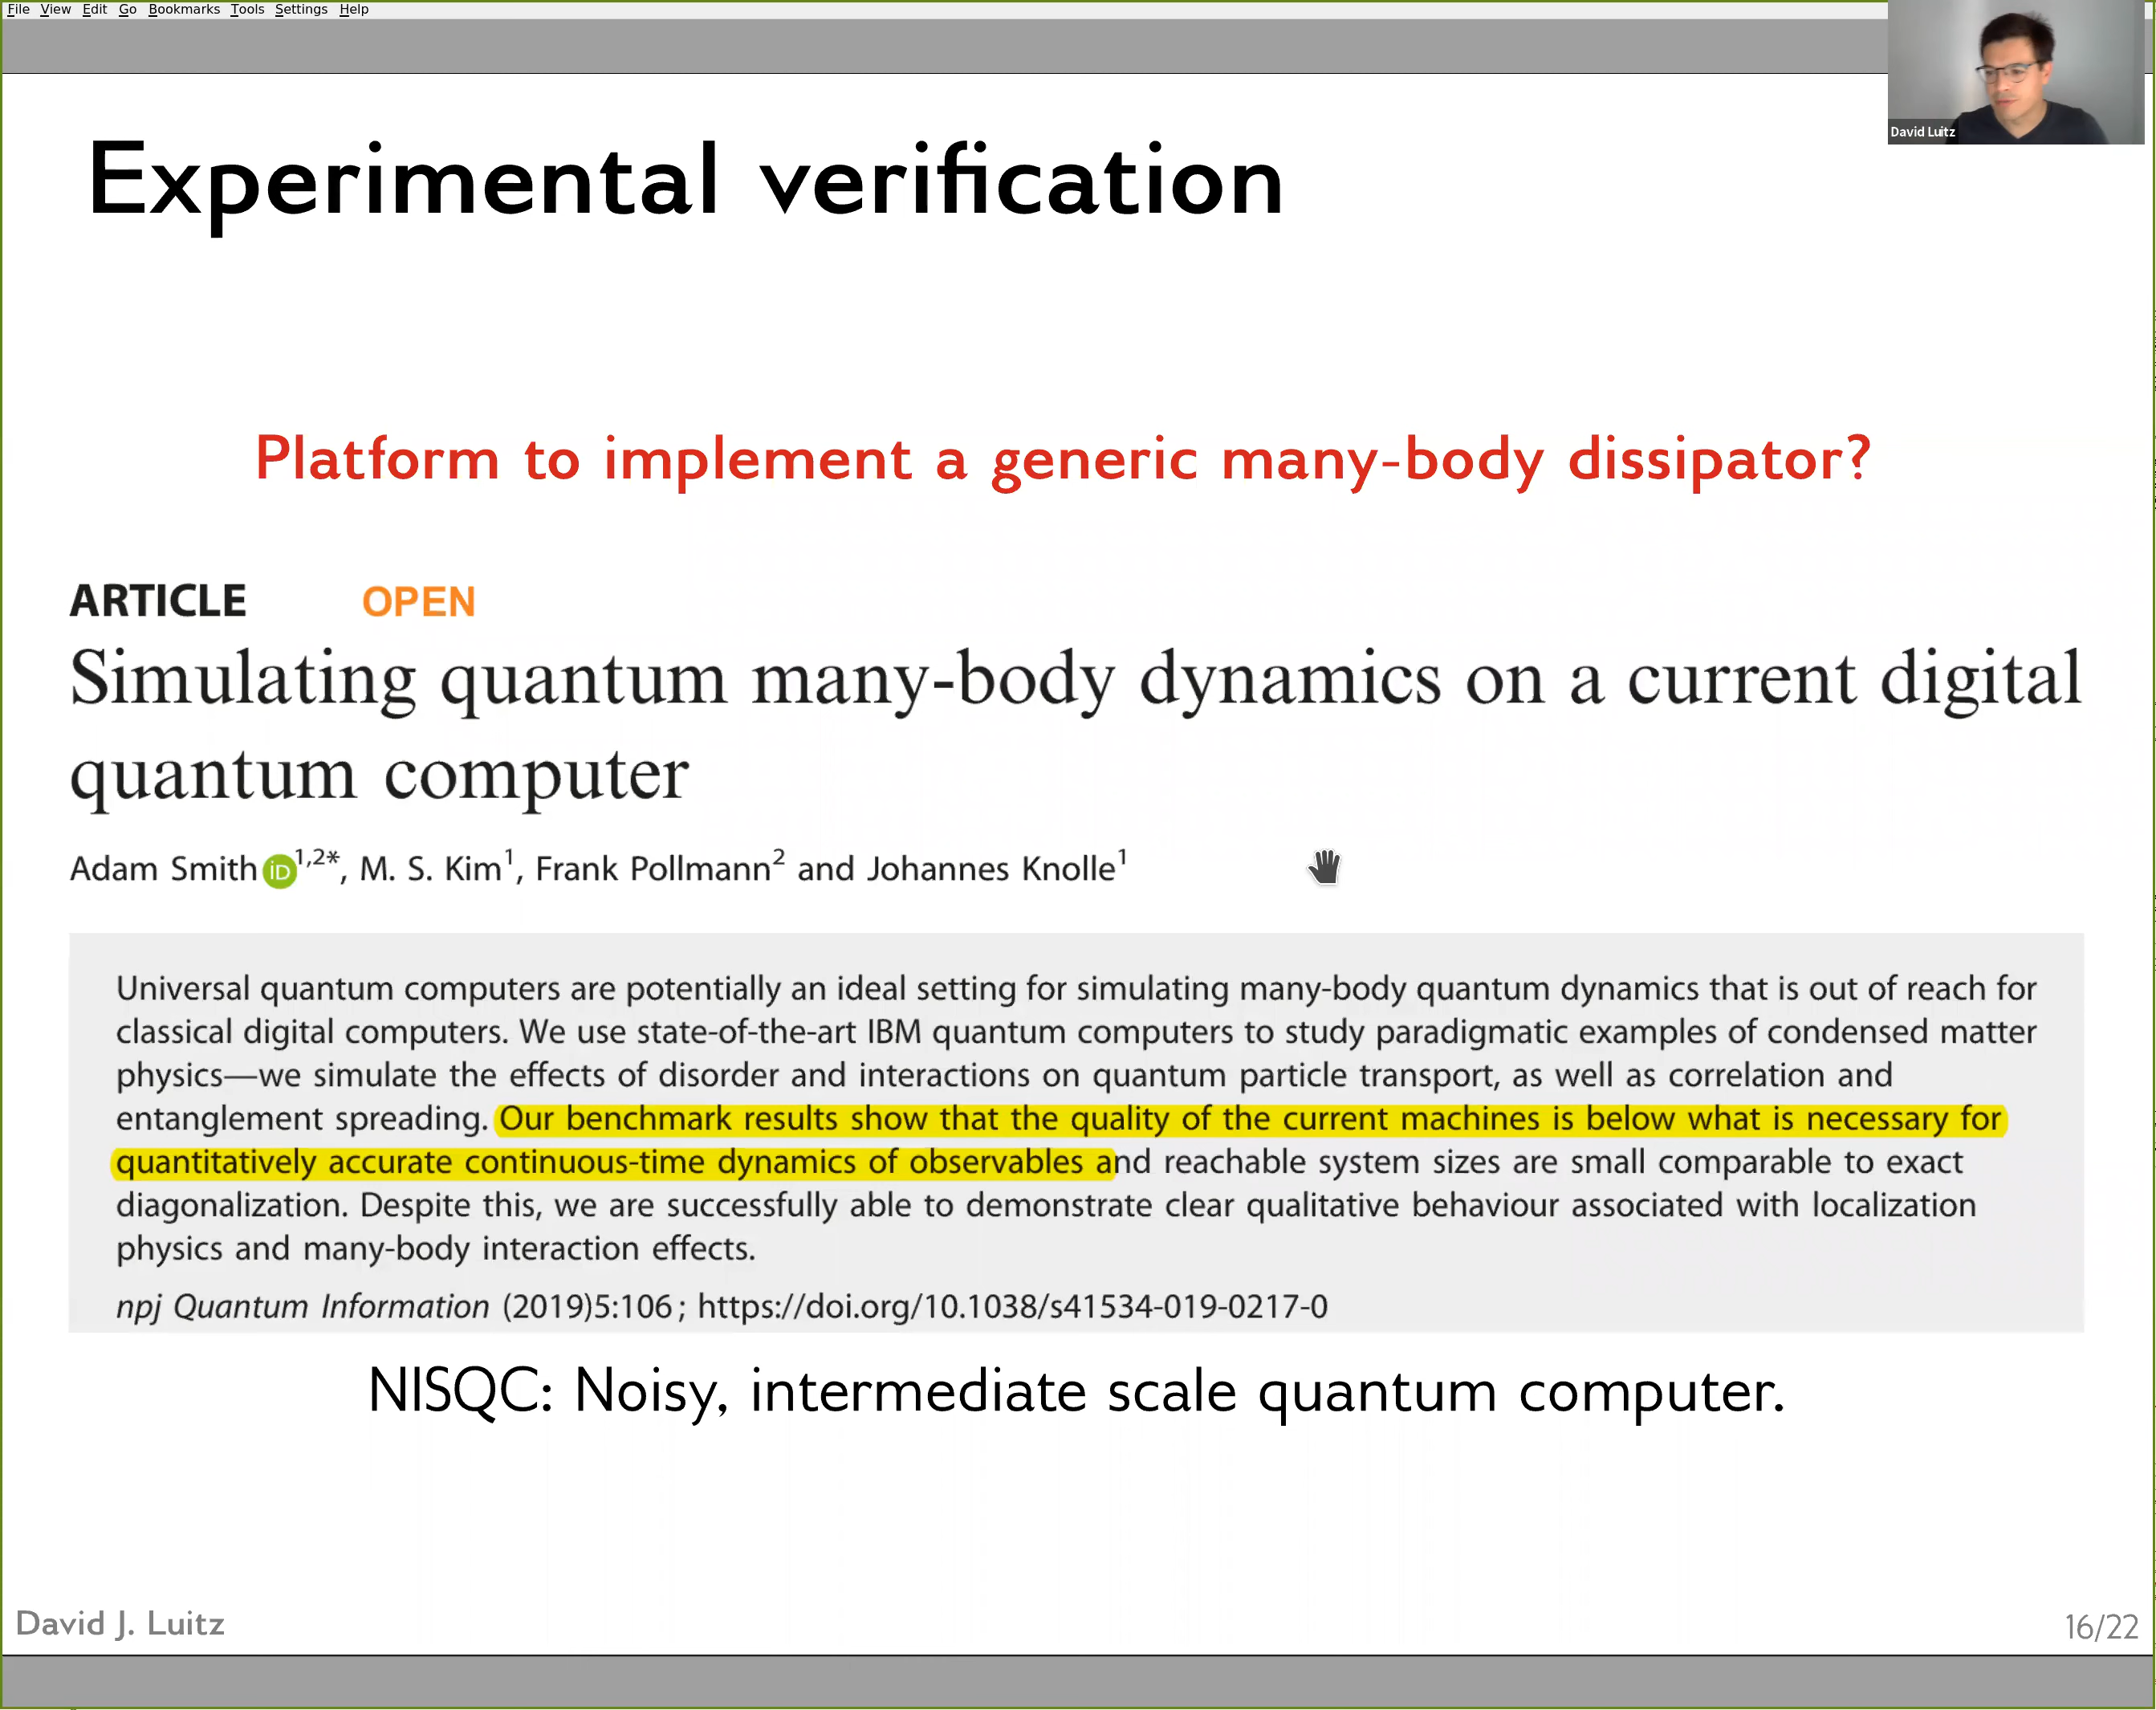 File View Edit Go Bookmarks Tools Settings Help
David Luitz
Experimental verification
Platform to implement a generic many-body dissipator?
ARTICLE OPEN
Simulating quantum many-body dynamics on a current digital
quantum computer
Adam Smith iD 1,2*, M. S. Kim1, Frank Pollmann2 and Johannes Knolle1
Universal quantum computers are potentially an ideal setting for simulating many-body quantum dynamics that is out of reach for
classical digital computers. We use state-of-the-art IBM quantum computers to study paradigmatic examples of condensed matter
physics—we simulate the effects of disorder and interactions on quantum particle transport, as well as correlation and
entanglement spreading. Our benchmark results show that the quality of the current machines is below what is necessary for
quantitatively accurate continuous-time dynamics of observables and reachable system sizes are small comparable to exact
diagonalization. Despite this, we are successfully able to demonstrate clear qualitative behaviour associated with localization
physics and many-body interaction effects.
npj Quantum Information (2019)5:106 ; https://doi.org/10.1038/s41534-019-0217-0
NISQC: Noisy, intermediate scale quantum computer.
David J. Luitz
16/22